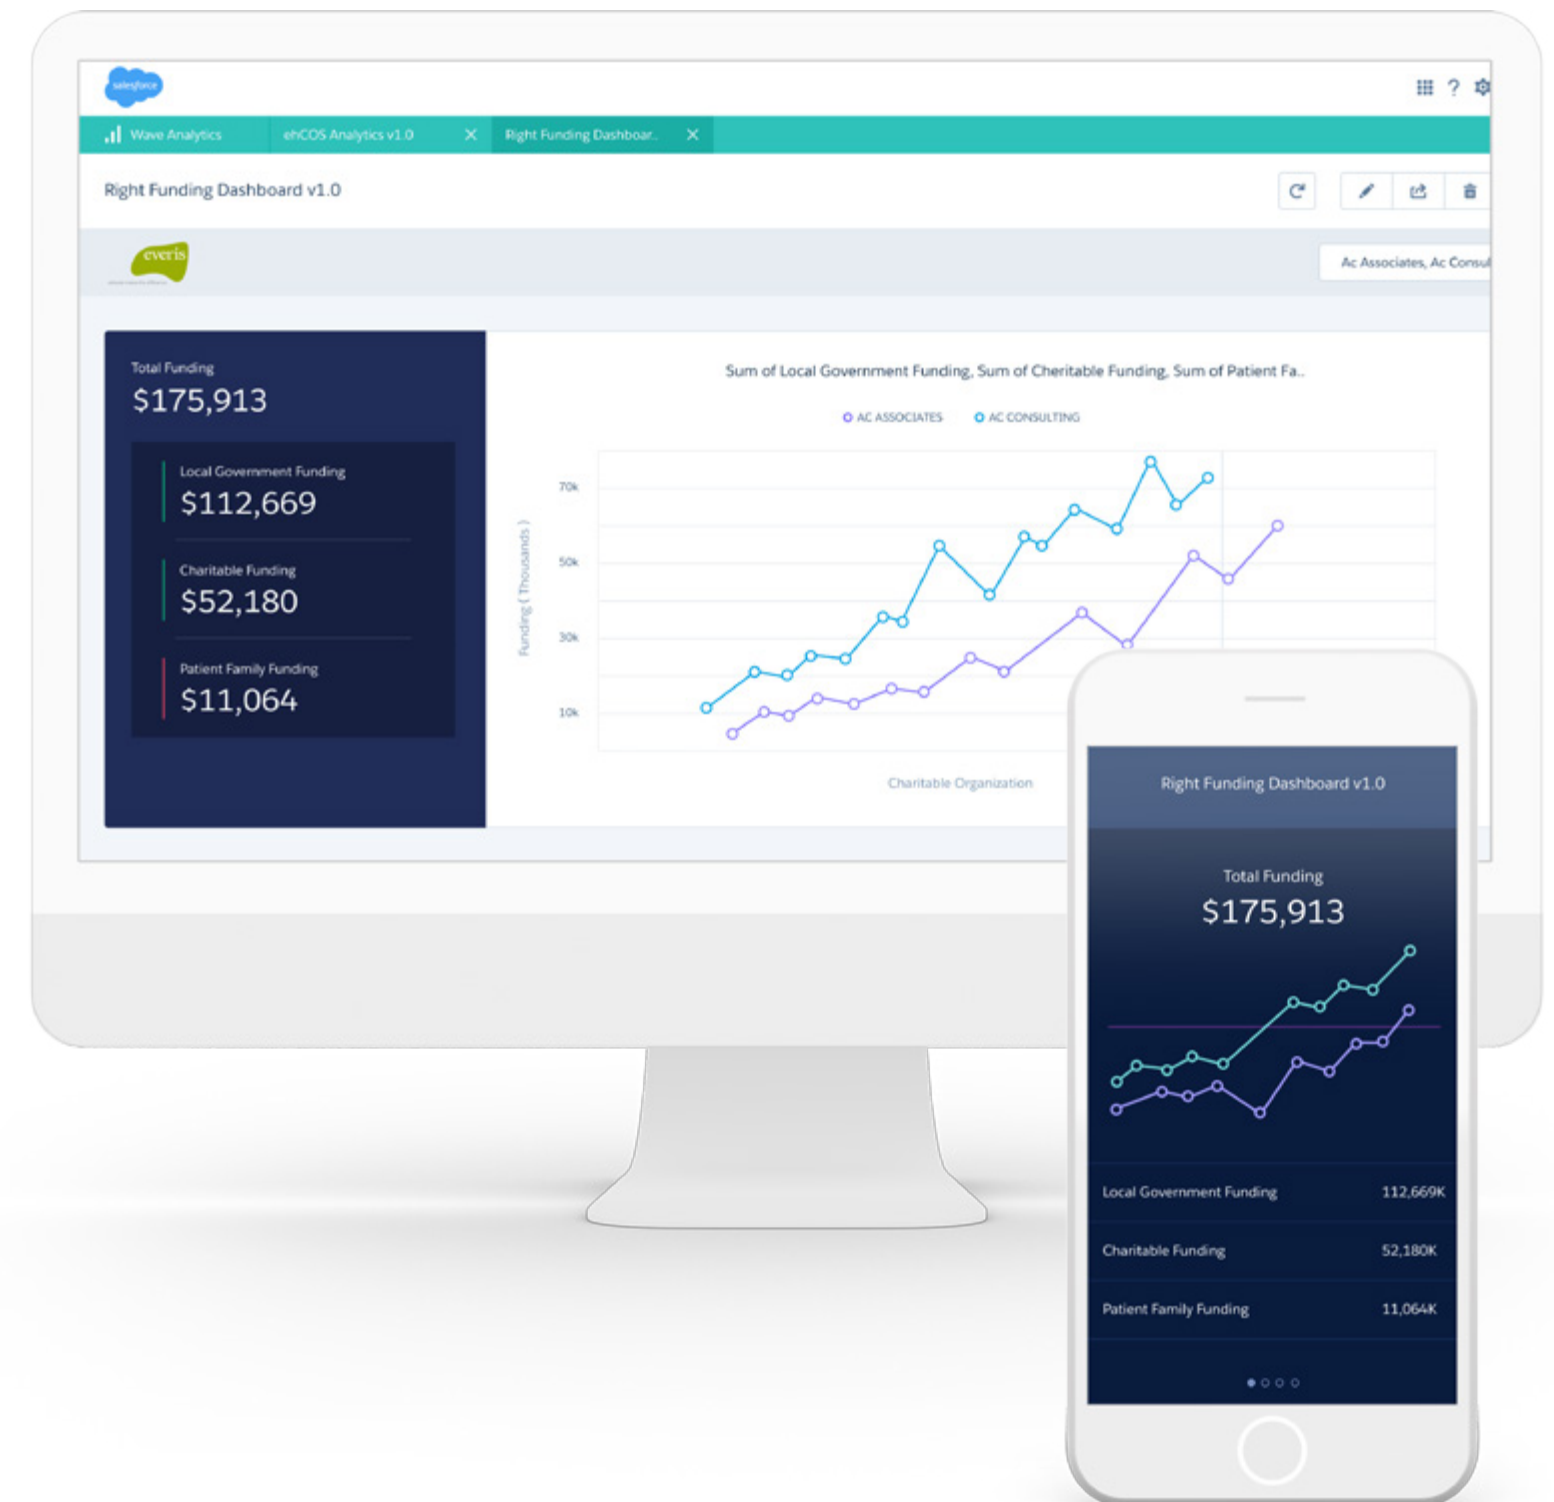 salesforce
?
Wave Analytics
ehCOS Analytics v1.0
Right Funding Dashboar..
Right Funding Dashboard v1.0
everis
Ac Associates, Ac Consul
Total Funding
$175,913
Local Government Funding
$112,669
Charitable Funding
$52,180
Patient Family Funding
$11,064
Sum of Local Government Funding, Sum of Cheritable Funding, Sum of Patient Fa..
AC ASSOCIATES
AC CONSULTING
Funding ( Thousands )
70k
50k
30k
10k
Charitable Organization
Right Funding Dashboard v1.0
Total Funding
$175,913
Local Government Funding 112,669K
Charitable Funding 52,180K
Patient Family Funding 11,064K